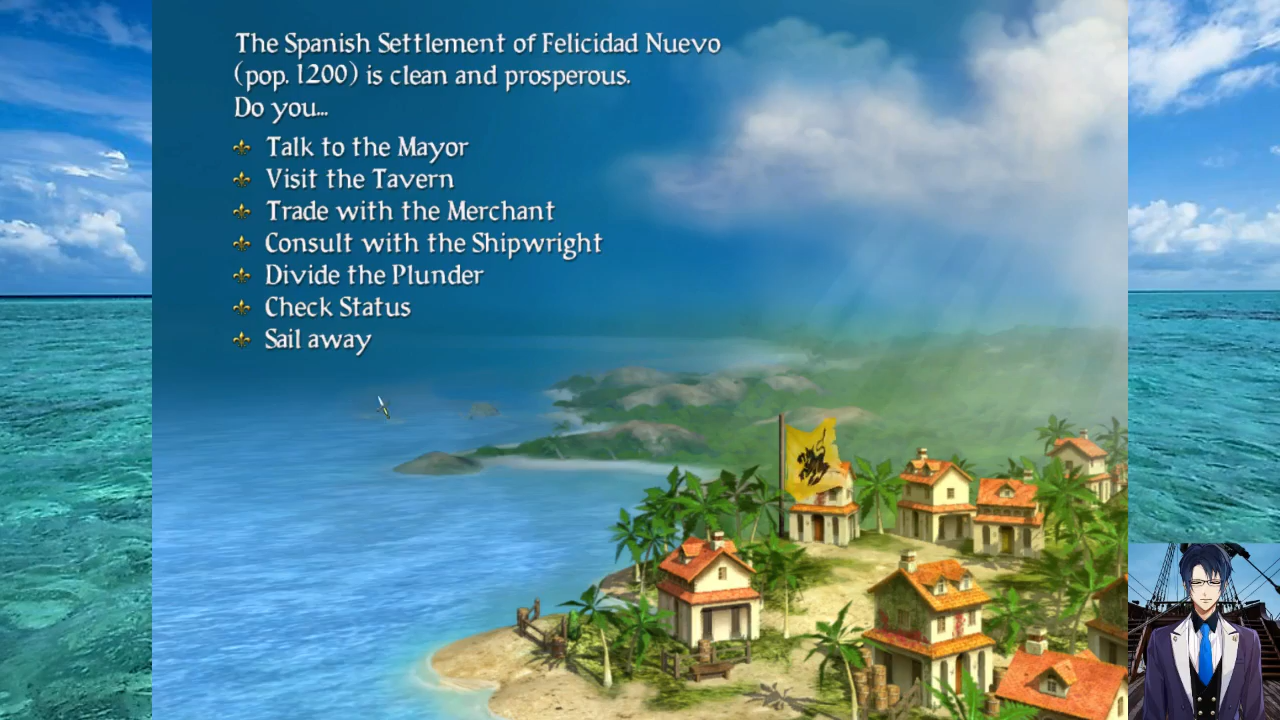 The Spanish Settlement of Felicidad Nuevo
(pop. 1200) is clean and prosperous.
Do you...
Talk to the Mayor
Visit the Tavern
Trade with the Merchant
Consult with the Shipwright
Divide the Plunder
Check Status
Sail away